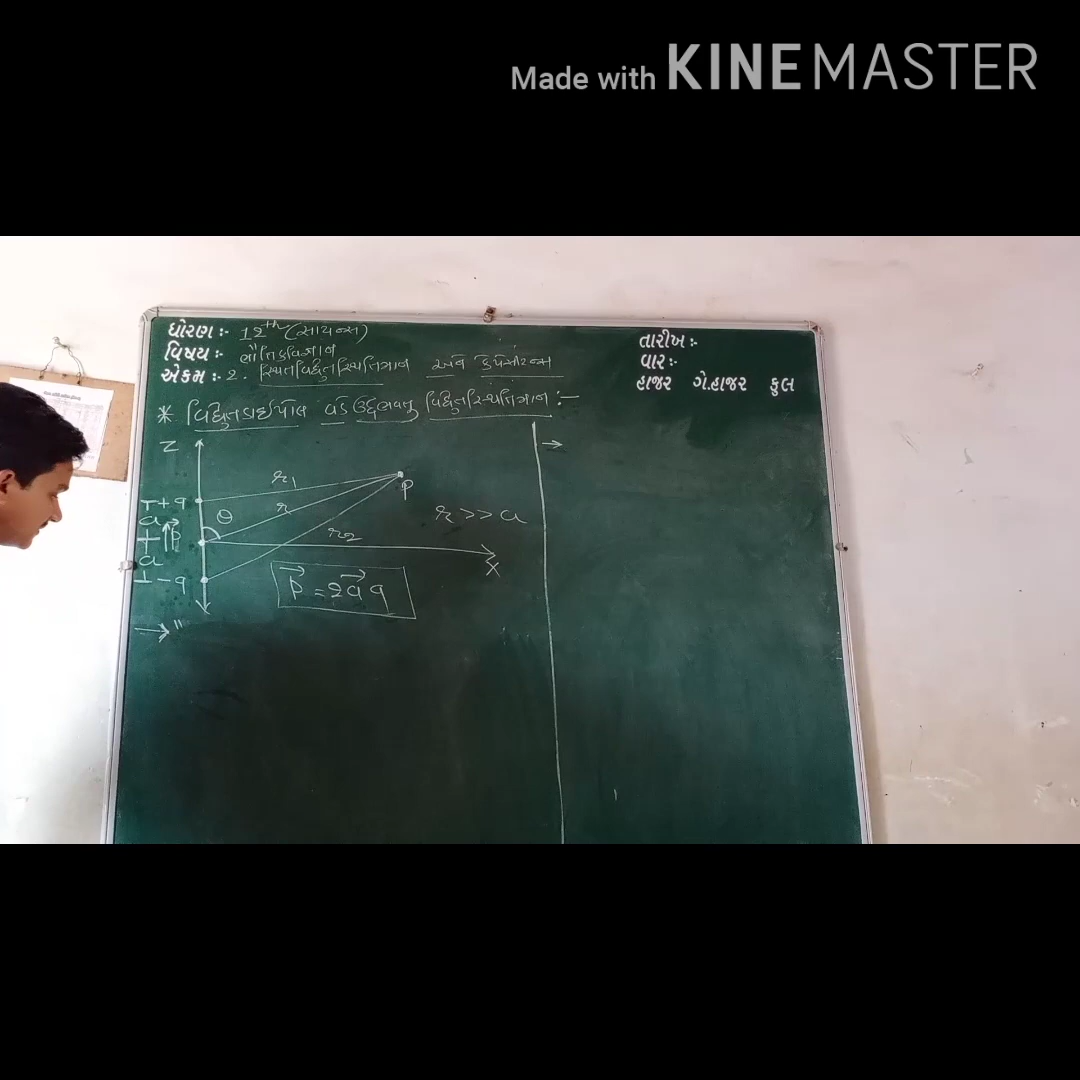 Made with KINEMASTER
ધોરણ :- 12th (સાયન્સ)
વિષય :- ભૌતિકવિજ્ઞાન
એકમ :- 2. સ્થિતવિદ્યુતસ્થિતિમાન અને કેપેસીટન્સ
તારીખ :-
વાર :-
હાજર ગે.હાજર કુલ
* વિદ્યુતડાઈપોલ વડે ઉદ્દભવતુ વિદ્યુતસ્થિતિમાન :-
Z
r1
P
+q
θ
r
a
p
r >> a
r2
a
X
-q
p = 2aq